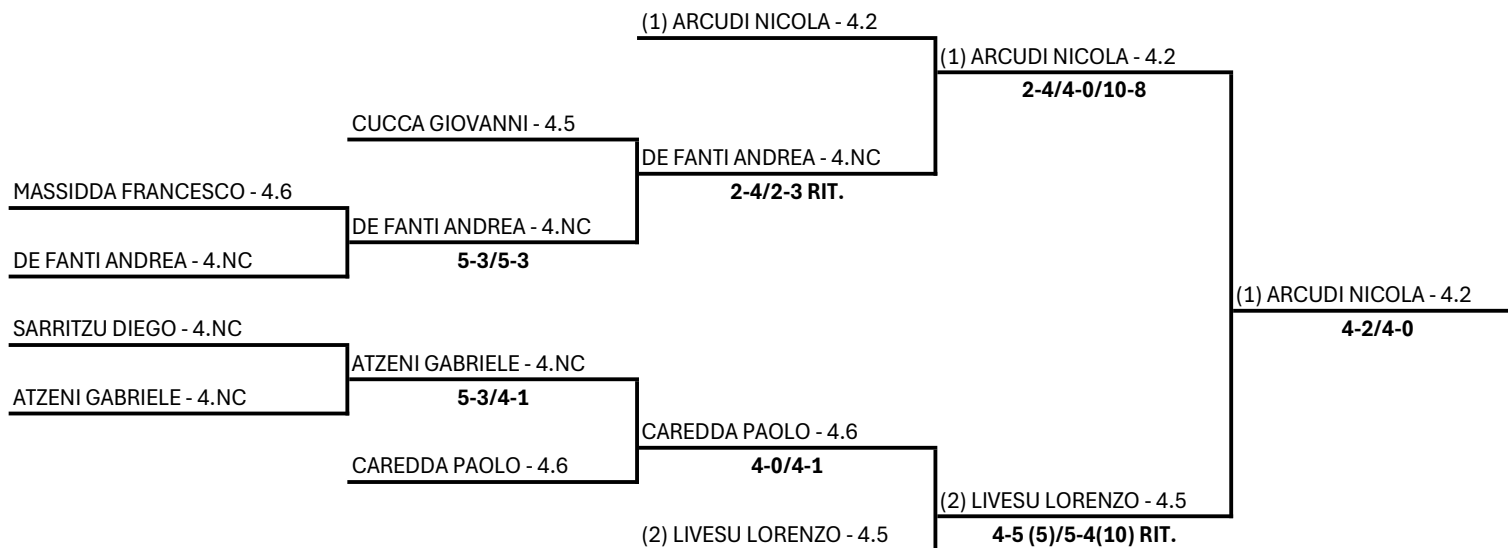 (1) ARCUDI NICOLA - 4.2
(1) ARCUDI NICOLA - 4.2
2-4/4-0/10-8
CUCCA GIOVANNI - 4.5
DE FANTI ANDREA - 4.NC
MASSIDDA FRANCESCO - 4.6
2-4/2-3 RIT.
DE FANTI ANDREA - 4.NC
DE FANTI ANDREA - 4.NC
5-3/5-3
(1) ARCUDI NICOLA - 4.2
SARRITZU DIEGO - 4.NC
4-2/4-0
ATZENI GABRIELE - 4.NC
ATZENI GABRIELE - 4.NC
5-3/4-1
CAREDDA PAOLO - 4.6
CAREDDA PAOLO - 4.6
4-0/4-1
(2) LIVESU LORENZO - 4.5
(2) LIVESU LORENZO - 4.5
4-5 (5)/5-4(10) RIT.